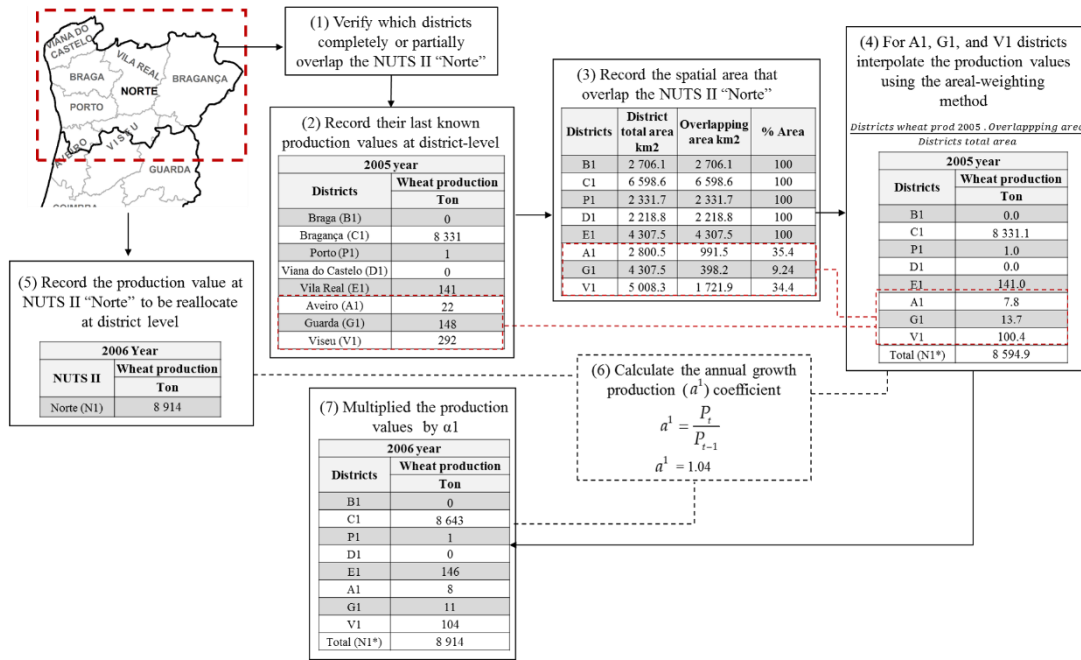 VIANA DO
CASTELO
BRAGA
VILA REAL
BRAGANÇA
NORTE
PORTO
AVEIRO
VISEU
GUARDA
COIMBRA
(1) Verify which districts
completely or partially
overlap the NUTS II “Norte”
(2) Record their last known
production values at district-level
2005 year
Districts Wheat production
Ton
Braga (B1) 0
Bragança (C1) 8 331
Porto (P1) 1
Viana do Castelo (D1) 0
Vila Real (E1) 141
Aveiro (A1) 22
Guarda (G1) 148
Viseu (V1) 292
(3) Record the spatial area that
overlap the NUTS II “Norte”
Districts District total area km2 Overlapping area km2 % Area
B1 2 706.1 2 706.1 100
C1 6 598.6 6 598.6 100
P1 2 331.7 2 331.7 100
D1 2 218.8 2 218.8 100
E1 4 307.5 4 307.5 100
A1 2 800.5 991.5 35.4
G1 4 307.5 398.2 9.24
V1 5 008.3 1 721.9 34.4
(4) For A1, G1, and V1 districts
interpolate the production values
using the areal-weighting
method
Districts wheat prod 2005 . Overlappping area
Districts total area
2005 year
Districts Wheat production
Ton
B1 0.0
C1 8 331.1
P1 1.0
D1 0.0
E1 141.0
A1 7.8
G1 13.7
V1 100.4
Total (N1*) 8 594.9
(5) Record the production value at
NUTS II “Norte” to be reallocate
at district level
2006 Year
NUTS II Wheat production
Ton
Norte (N1) 8 914
(6) Calculate the annual growth
production (a¹) coefficient
a¹ = Pt / Pt−1
a¹ = 1.04
(7) Multiplied the production
values by α1
2006 year
Districts Wheat production
Ton
B1 0
C1 8 643
P1 1
D1 0
E1 146
A1 8
G1 11
V1 104
Total (N1*) 8 914